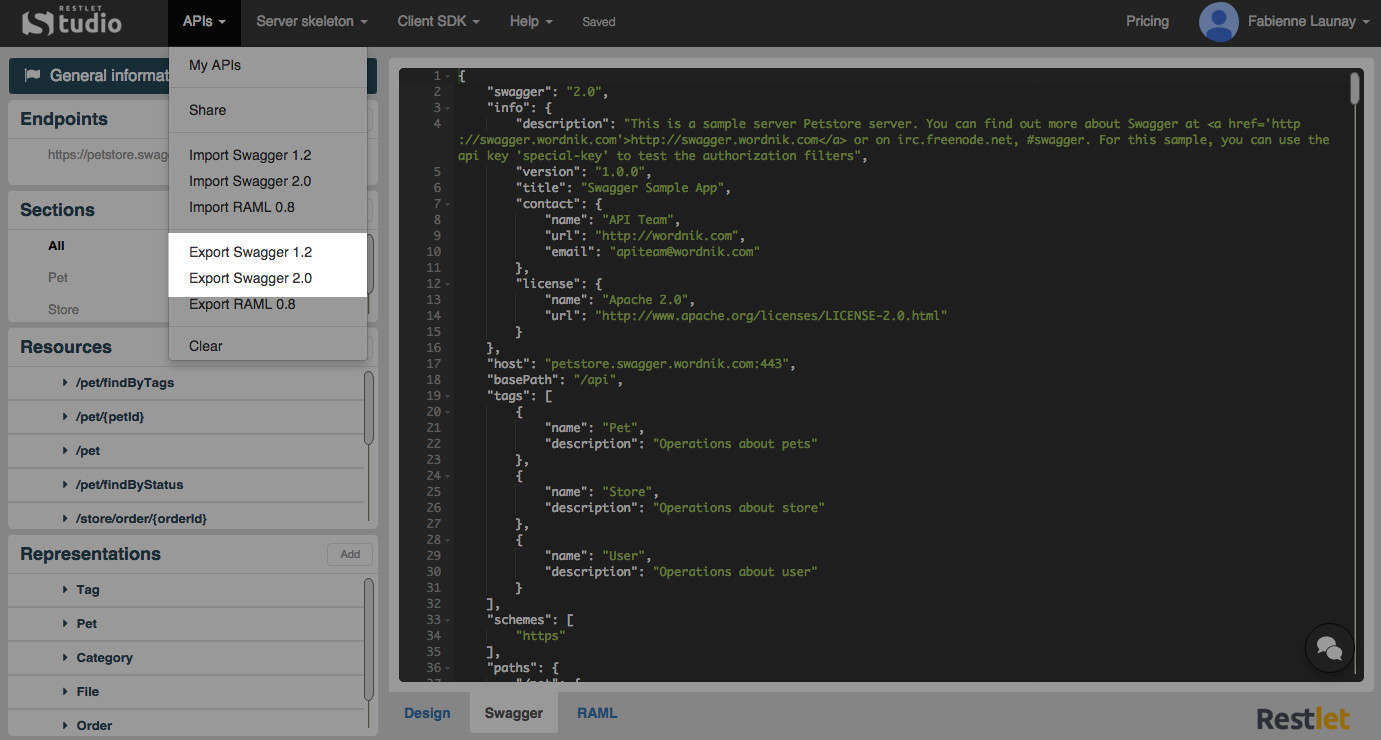 RESTLET
Studio
APIs
Server skeleton
Client SDK
Help
Saved
Pricing
Fabienne Launay
My APIs
Share
Import Swagger 1.2
Import Swagger 2.0
Import RAML 0.8
Export Swagger 1.2
Export Swagger 2.0
Export RAML 0.8
Clear
General informat
Endpoints
https://petstore.swag
Sections
All
Pet
Store
Resources
/pet/findByTags
/pet/{petId}
/pet
/pet/findByStatus
/store/order/{orderId}
Representations
Add
Tag
Pet
Category
File
Order
1 {
2 "swagger": "2.0",
3 "info": {
4 "description": "This is a sample server Petstore server. You can find out more about Swagger at <a href='http
://swagger.wordnik.com'>http://swagger.wordnik.com</a> or on irc.freenode.net, #swagger. For this sample, you can use the
api key 'special-key' to test the authorization filters",
5 "version": "1.0.0",
6 "title": "Swagger Sample App",
7 "contact": {
8 "name": "API Team",
9 "url": "http://wordnik.com",
10 "email": "apiteam@wordnik.com"
11 },
12 "license": {
13 "name": "Apache 2.0",
14 "url": "http://www.apache.org/licenses/LICENSE-2.0.html"
15 }
16 },
17 "host": "petstore.swagger.wordnik.com:443",
18 "basePath": "/api",
19 "tags": [
20 {
21 "name": "Pet",
22 "description": "Operations about pets"
23 },
24 {
25 "name": "Store",
26 "description": "Operations about store"
27 },
28 {
29 "name": "User",
30 "description": "Operations about user"
31 }
32 ],
33 "schemes": [
34 "https"
35 ],
36 "paths": {
37 "/pet": {
Design
Swagger
RAML
Restlet